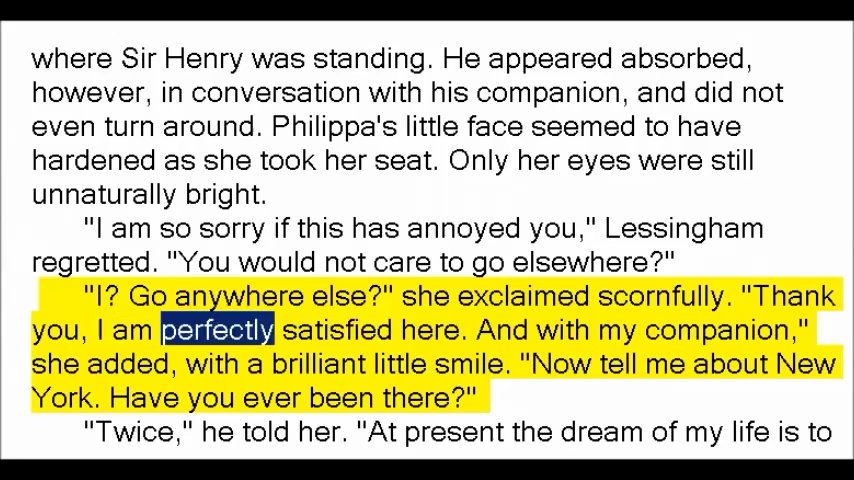 where Sir Henry was standing. He appeared absorbed,
however, in conversation with his companion, and did not
even turn around. Philippa's little face seemed to have
hardened as she took her seat. Only her eyes were still
unnaturally bright.
"I am so sorry if this has annoyed you," Lessingham
regretted. "You would not care to go elsewhere?"
"I? Go anywhere else?" she exclaimed scornfully. "Thank
you, I am perfectly satisfied here. And with my companion,"
she added, with a brilliant little smile. "Now tell me about New
York. Have you ever been there?"
"Twice," he told her. "At present the dream of my life is to